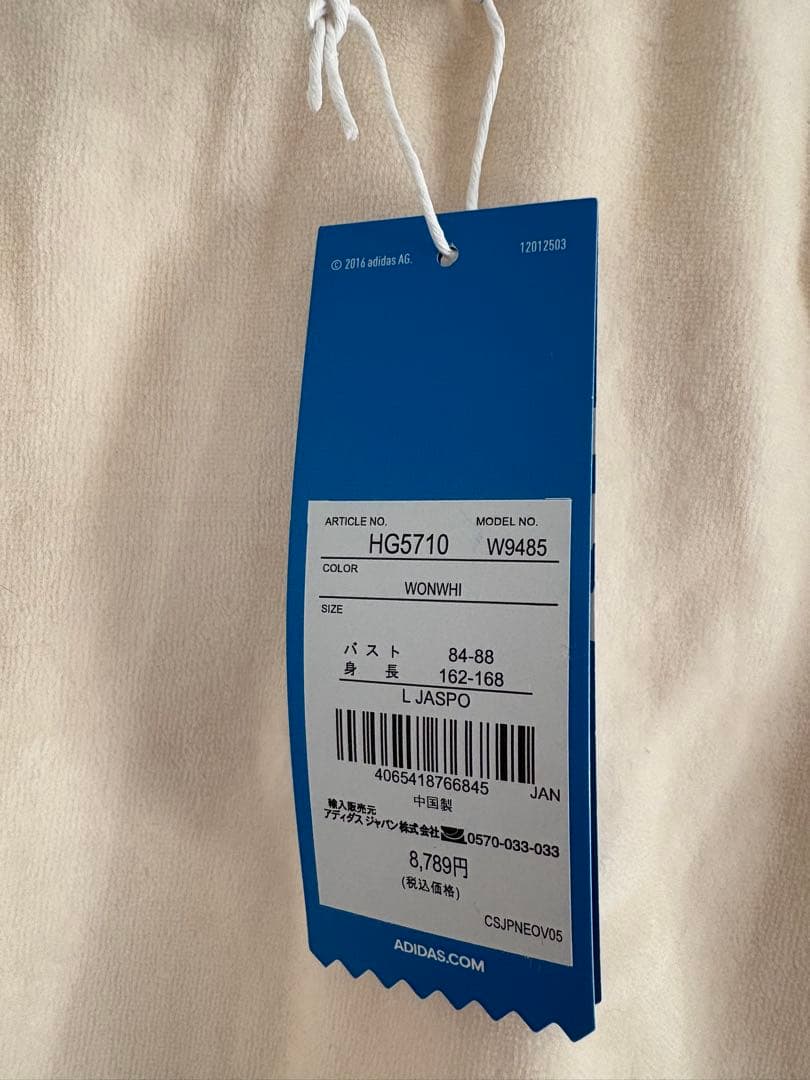 © 2016 adidas AG.
12012503
ARTICLE NO.
MODEL NO.
HG5710
W9485
COLOR
WONWHI
SIZE
バスト 84-88
身長 162-168
L JASPO
4065418766845
JAN
中国製
輸入販売元
アディダス ジャパン株式会社 0570-033-033
8,789円
(税込価格)
CSJPNEOV05
ADIDAS.COM